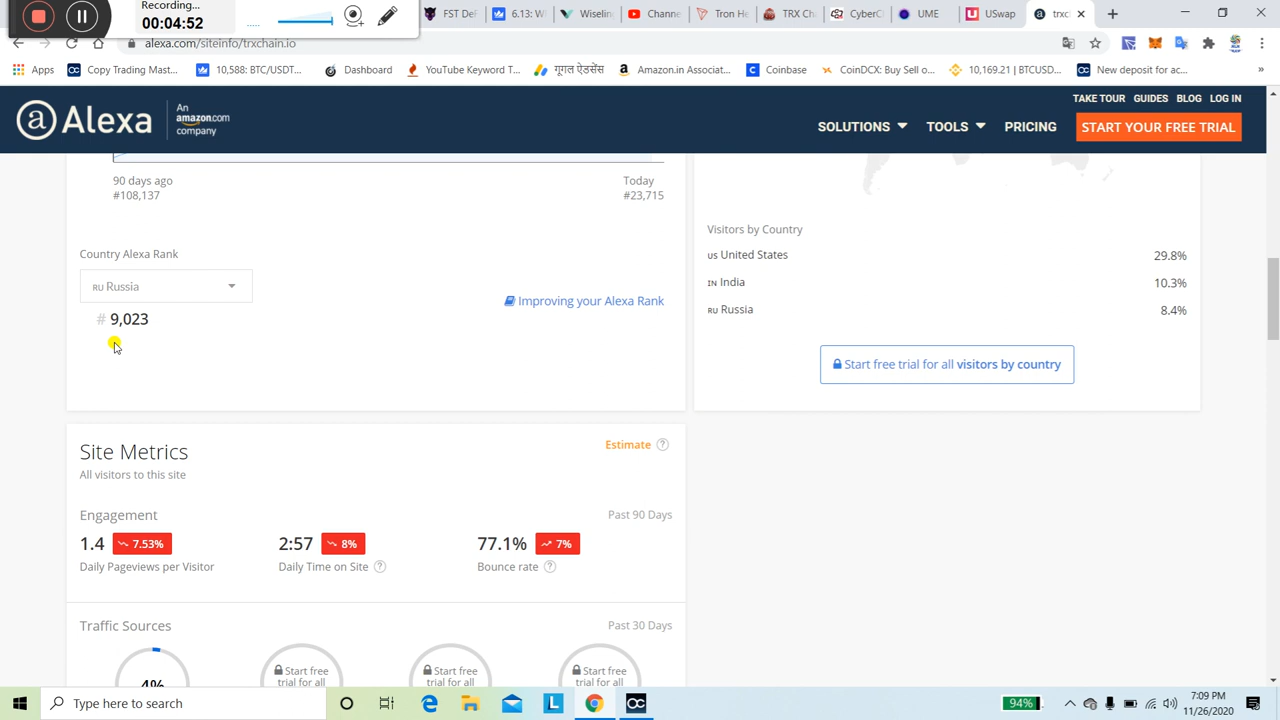 Recording...
00:04:52
FST Defi
6.13: W
Wiselin
Channe
Tron He
TRX Ch
CyberC
UME
USwap
trxc
alexa.com/siteinfo/trxchain.io
Apps
Copy Trading Mast...
10,588: BTC/USDT...
Dashboard
YouTube Keyword T...
गूगल ऐडसेंस
Amazon.in Associat...
Coinbase
CoinDCX: Buy Sell o...
10,169.21 | BTCUSD...
New deposit for ac...
»
Alexa
An
amazon.com
company
TAKE TOUR GUIDES BLOG LOG IN
SOLUTIONS TOOLS PRICING START YOUR FREE TRIAL
90 days ago
#108,137
Today
#23,715
Country Alexa Rank
RU Russia
# 9,023
Improving your Alexa Rank
Visitors by Country
US United States 29.8%
IN India 10.3%
RU Russia 8.4%
Start free trial for all visitors by country
Site Metrics
Estimate ?
All visitors to this site
Engagement
Past 90 Days
1.4 7.53%
Daily Pageviews per Visitor
2:57 8%
Daily Time on Site ?
77.1% 7%
Bounce rate ?
Traffic Sources
Past 30 Days
4%
Start free
trial for all
Start free
trial for all
Start free
trial for all
Type here to search
94%
7:09 PM
11/26/2020